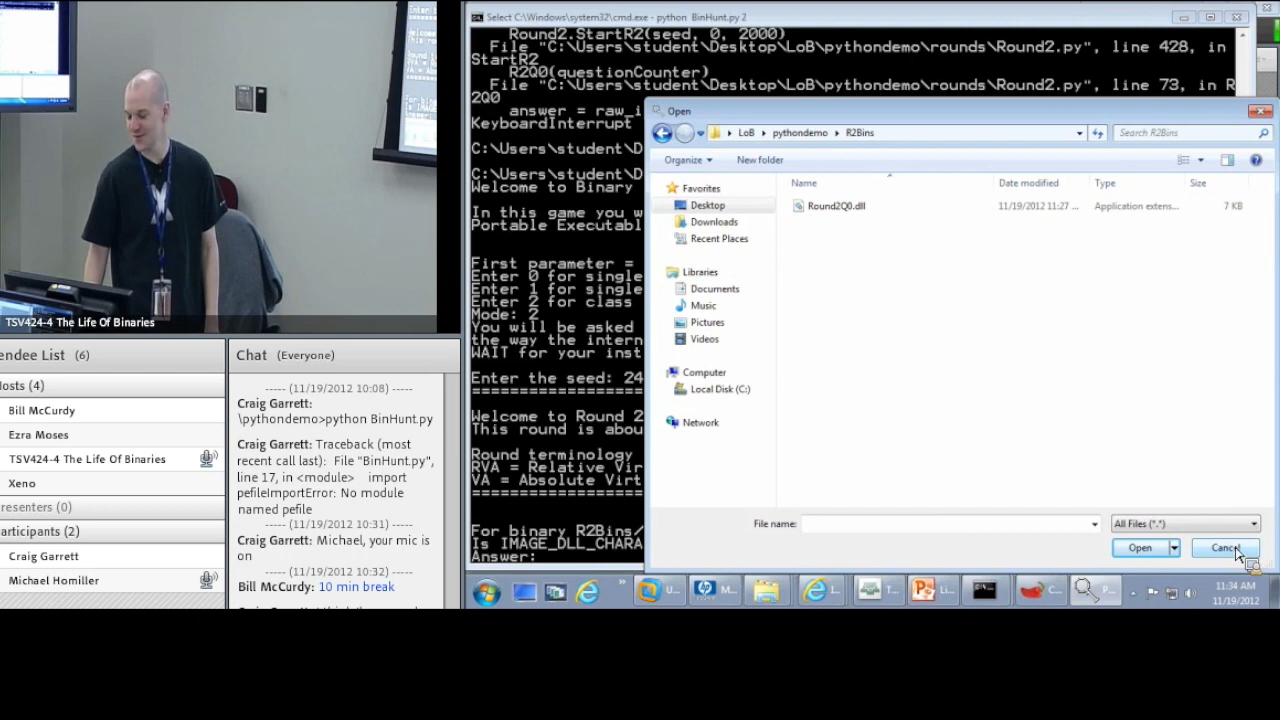 TSV424-4 The Life Of Binaries
endee List (6)
osts (4)
Bill McCurdy
Ezra Moses
TSV424-4 The Life Of Binaries
Xeno
resenters (0)
articipants (2)
Craig Garrett
Michael Homiller
Chat (Everyone)
----- (11/19/2012 10:08) -----
Craig Garrett:
\pythondemo>python BinHunt.py
Craig Garrett: Traceback (most
recent call last): File "BinHunt.py",
line 17, in <module> import
pefileImportError: No module
named pefile
----- (11/19/2012 10:31) -----
Craig Garrett: Michael, your mic is
on
----- (11/19/2012 10:32) -----
Bill McCurdy: 10 min break
Select C:\Windows\system32\cmd.exe - python BinHunt.py 2
Round2.StartR2(seed, 0, 2000)
File "C:\Users\student\Desktop\LoB\pythondemo\rounds\Round2.py", line 428, in
StartR2
R2Q0(questionCounter)
File "C:\Users\student\Desktop\LoB\pythondemo\rounds\Round2.py", line 73, in R
2Q0
answer = raw_i
KeyboardInterrupt
C:\Users\student\D
C:\Users\student\D
Welcome to Binary
In this game you w
Portable Executabl
First parameter =
Enter 0 for single
Enter 1 for single
Enter 2 for class
Mode: 2
You will be asked
the way the intern
WAIT for your inst
Enter the seed: 24
==================
Welcome to Round 2
This round is abou
Round terminology
RVA = Relative Vir
VA = Absolute Virt
==================
For binary R2Bins/
Is IMAGE_DLL_CHARA
Answer:
Open
LoB
pythondemo
R2Bins
Search R2Bins
Organize
New folder
Favorites
Desktop
Downloads
Recent Places
Libraries
Documents
Music
Pictures
Videos
Computer
Local Disk (C:)
Network
Name Date modified Type Size
Round2Q0.dll 11/19/2012 11:27 ... Application extens... 7 KB
File name:
All Files (*.*)
Open
Cancel
U...
M...
I...
T...
Li...
C...
P...
11:34 AM
11/19/2012